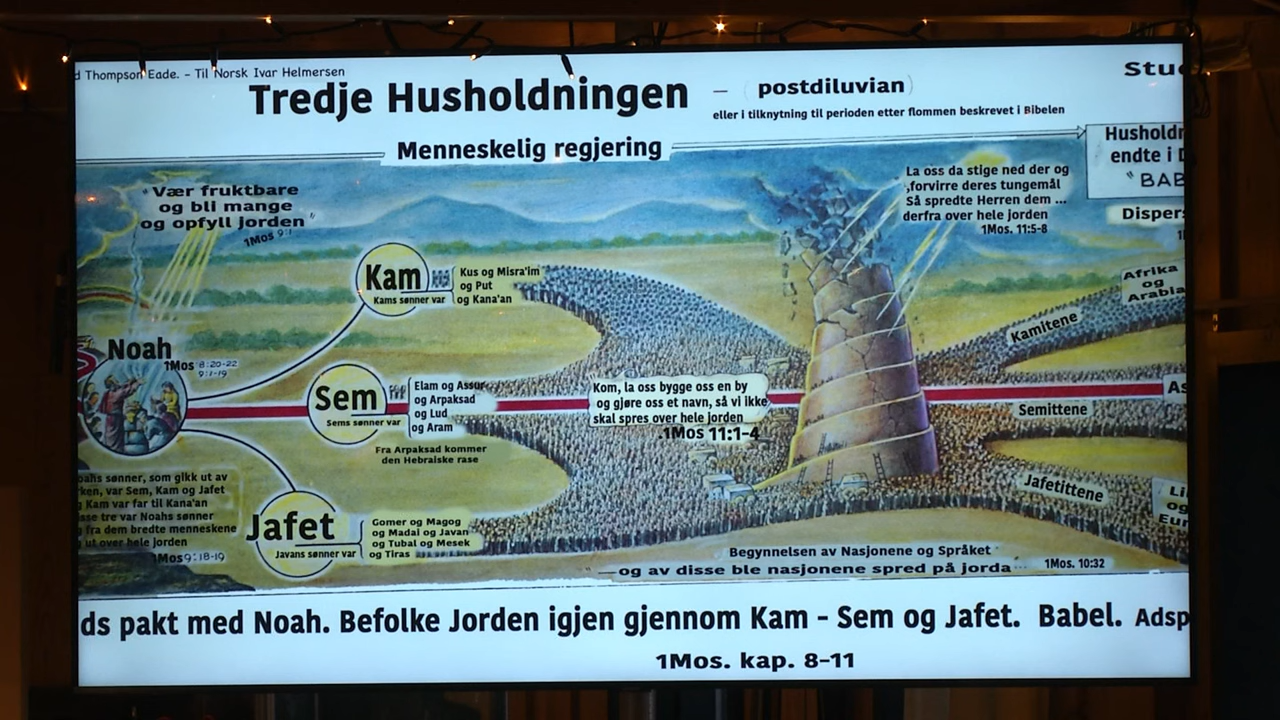 d Thompson Eade. - Til Norsk Ivar Helmersen
Tredje Husholdningen
— ( postdiluvian )
eller i tilknytning til perioden etter flommen beskrevet i Bibelen
Menneskelig regjering
Husholdn
endte i D
" BAB
Dispers
"Vær fruktbare
og bli mange
og opfyll jorden"
1Mos 9:1
La oss da stige ned der og
forvirre deres tungemål
Så spredte Herren dem ...
derfra over hele jorden
1Mos. 11:5-8
Kam
Kams sønner var
Kus og Misra'im
og Put
og Kana'an
Afrika
og
Arabia
Kamitene
Noah
1Mos 8:20-22
9:1-19
Sem
Sems sønner var
Elam og Assur
og Arpaksad
og Lud
og Aram
Fra Arpaksad kommer
den Hebraiske rase
Kom, la oss bygge oss en by
og gjøre oss et navn, så vi ikke
skal spres over hele jorden
1Mos 11:1-4
As
Semittene
Jafetittene
oahs sønner, som gikk ut av
rken, var Sem, Kam og Jafet
Kam var far til Kana'an
sse tre var Noahs sønner
fra dem bredte menneskene
ut over hele jorden
1Mos 9:18-19
Jafet
Javans sønner var
Gomer og Magog
og Madai og Javan
og Tubal og Mesek
og Tiras
Li
og
Eur
Begynnelsen av Nasjonene og Språket
—og av disse ble nasjonene spred på jorda
1Mos. 10:32
ds pakt med Noah. Befolke Jorden igjen gjennom Kam - Sem og Jafet. Babel. Adsp
1Mos. kap. 8-11